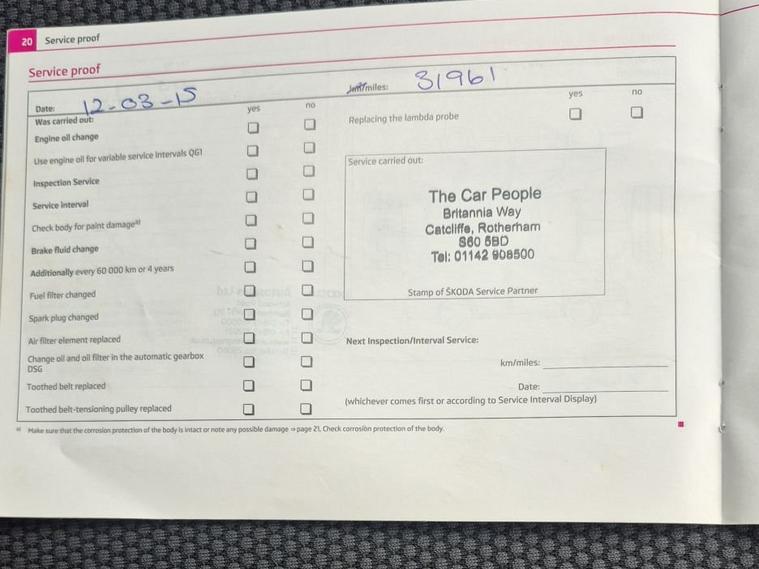 20 Service proof
Service proof
Date: 12-03-15
km/miles: 31961
Was carried out: yes no
Engine oil change
Use engine oil for variable service intervals QG1
Inspection Service
Service interval
Check body for paint damage a)
Brake fluid change
Additionally every 60 000 km or 4 years
Fuel filter changed
Spark plug changed
Air filter element replaced
Change oil and oil filter in the automatic gearbox
DSG
Toothed belt replaced
Toothed belt-tensioning pulley replaced
yes no
Replacing the lambda probe
Service carried out:
The Car People
Britannia Way
Catcliffe, Rotherham
S60 5BD
Tel: 01142 908500
Stamp of ŠKODA Service Partner
Next Inspection/Interval Service:
km/miles:
Date:
(whichever comes first or according to Service Interval Display)
a) Make sure that the corrosion protection of the body is intact or note any possible damage ⇒ page 21, Check corrosion protection of the body.